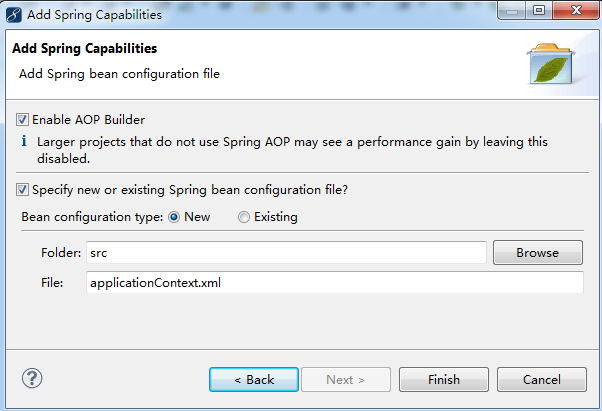 Add Spring Capabilities
Add Spring Capabilities
Add Spring bean configuration file
Enable AOP Builder
i Larger projects that do not use Spring AOP may see a performance gain by leaving this
disabled.
Specify new or existing Spring bean configuration file?
Bean configuration type: New Existing
Folder: src Browse
File: applicationContext.xml
? < Back Next > Finish Cancel